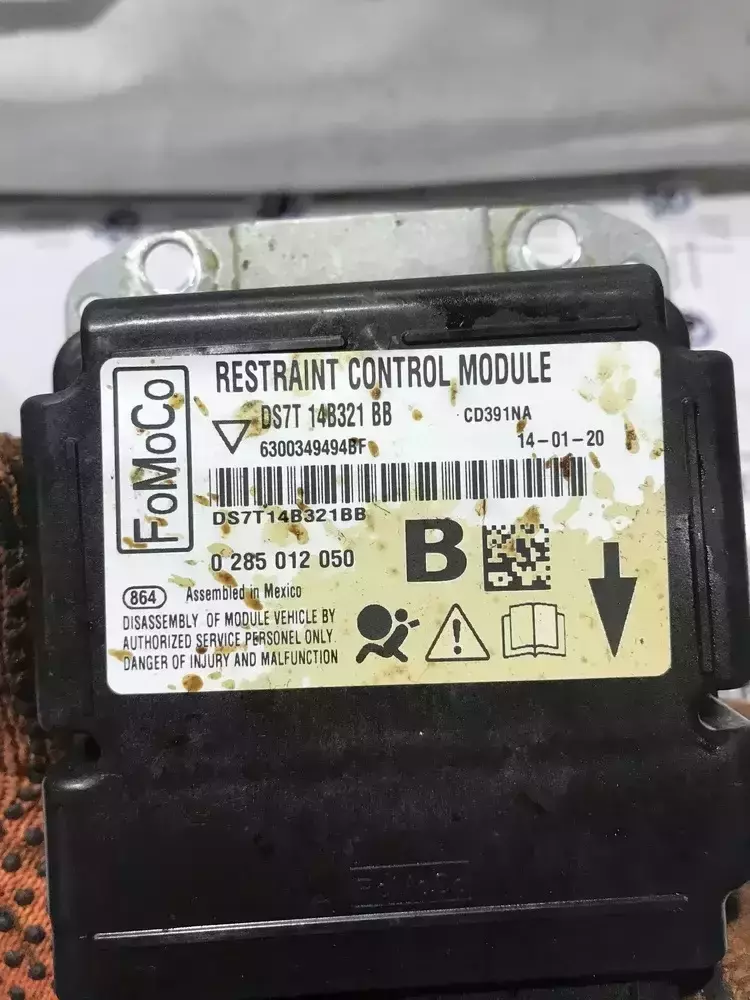 FoMoCo
RESTRAINT CONTROL MODULE
DS7T 14B321 BB CD391NA
6300349494BF 14-01-20
DS7T14B321BB
0 285 012 050 B
864 Assembled in Mexico
DISASSEMBLY OF MODULE VEHICLE BY
AUTHORIZED SERVICE PERSONEL ONLY
DANGER OF INJURY AND MALFUNCTION
FoMoCo